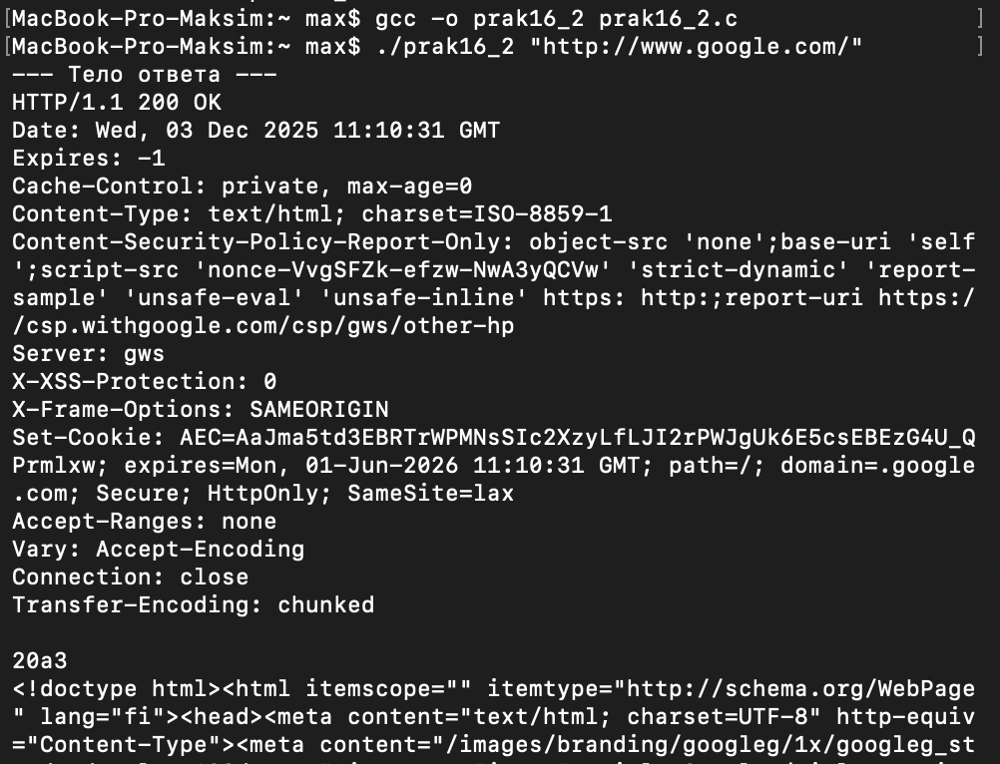 [MacBook-Pro-Maksim:~ max$ gcc -o prak16_2 prak16_2.c ]
[MacBook-Pro-Maksim:~ max$ ./prak16_2 "http://www.google.com/" ]
--- Тело ответа ---
HTTP/1.1 200 OK
Date: Wed, 03 Dec 2025 11:10:31 GMT
Expires: -1
Cache-Control: private, max-age=0
Content-Type: text/html; charset=ISO-8859-1
Content-Security-Policy-Report-Only: object-src 'none';base-uri 'self
';script-src 'nonce-VvgSFZk-efzw-NwA3yQCVw' 'strict-dynamic' 'report-
sample' 'unsafe-eval' 'unsafe-inline' https: http:;report-uri https:/
/csp.withgoogle.com/csp/gws/other-hp
Server: gws
X-XSS-Protection: 0
X-Frame-Options: SAMEORIGIN
Set-Cookie: AEC=AaJma5td3EBRTrWPMNsSIc2XzyLfLJI2rPWJgUk6E5csEBEzG4U_Q
Prmlxw; expires=Mon, 01-Jun-2026 11:10:31 GMT; path=/; domain=.google
.com; Secure; HttpOnly; SameSite=lax
Accept-Ranges: none
Vary: Accept-Encoding
Connection: close
Transfer-Encoding: chunked

20a3
<!doctype html><html itemscope="" itemtype="http://schema.org/WebPage
" lang="fi"><head><meta content="text/html; charset=UTF-8" http-equiv
="Content-Type"><meta content="/images/branding/googleg/1x/googleg_st